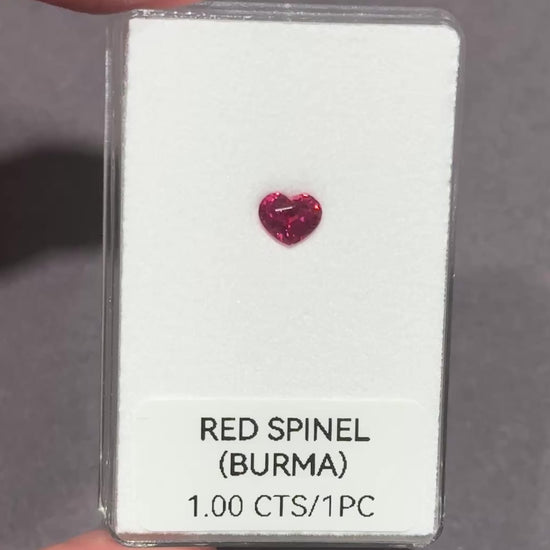 RED SPINEL
(BURMA)
1.00 CTS/1PC